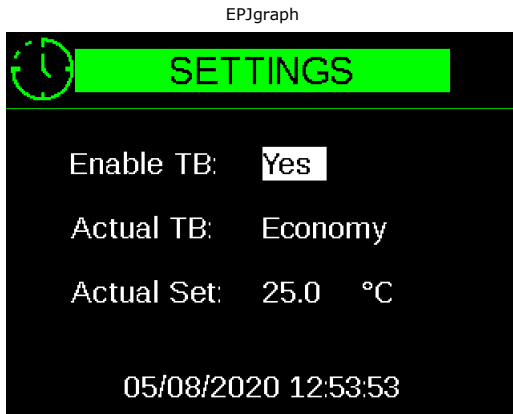 EPJgraph
SETTINGS
Enable TB: Yes
Actual TB: Economy
Actual Set: 25.0 °C
05/08/2020 12:53:53